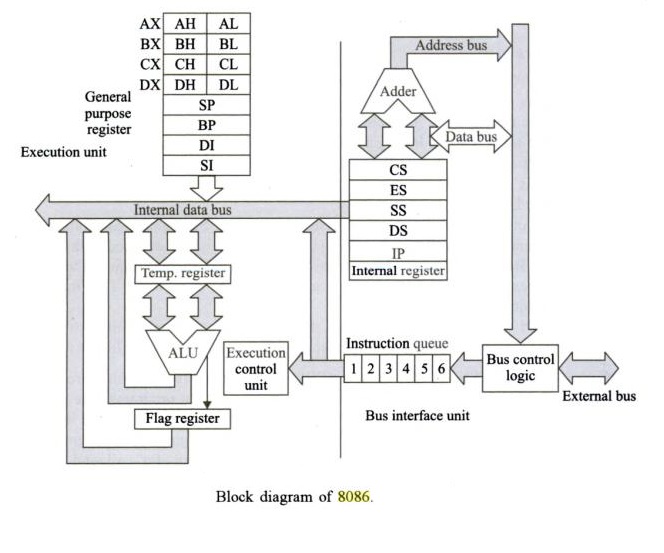 AX AH AL
BX BH BL
CX CH CL
DX DH DL
General
purpose
register
SP
BP
DI
SI
Execution unit
Internal data bus
Temp. register
ALU
Execution
control
unit
Flag register
Address bus
Adder
Data bus
CS
ES
SS
DS
IP
Internal register
Instruction queue
1 2 3 4 5 6
Bus control
logic
External bus
Bus interface unit
Block diagram of 8086.